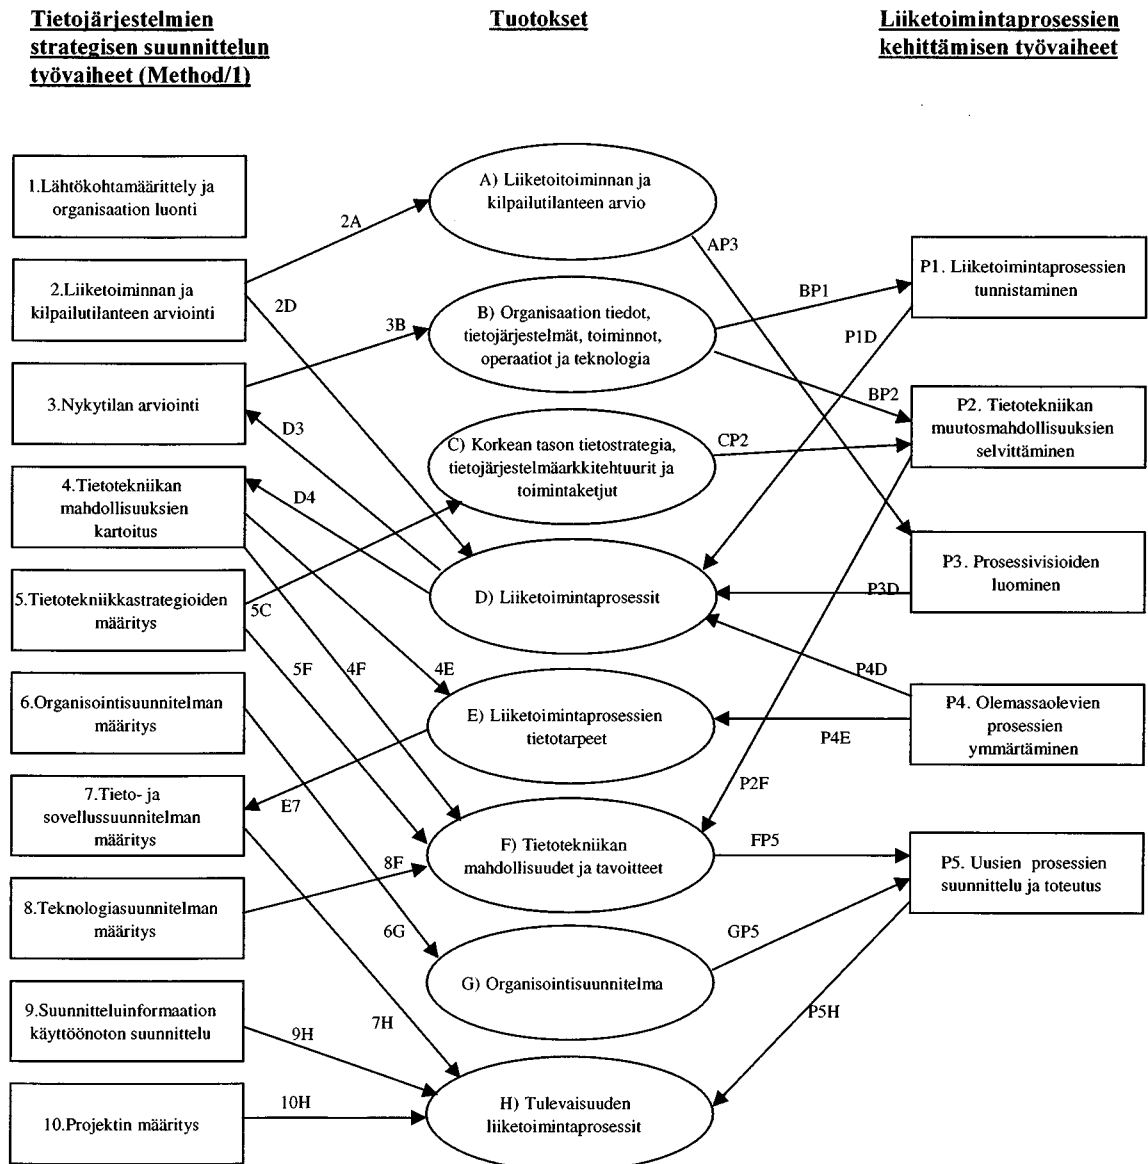 Tietojärjestelmien
strategisen suunnittelun
työvaiheet (Method/1)
Tuotokset
Liiketoimintaprosessien
kehittämisen työvaiheet
1.Lähtökohtamäärittely ja
organisaation luonti
2.Liiketoiminnan ja
kilpailutilanteen arviointi
3.Nykytilan arviointi
4.Tietotekniikan
mahdollisuuksien
kartoitus
5.Tietotekniikkastrategioiden
määritys
6.Organisointisuunnitelman
määritys
7.Tieto- ja
sovellussuunnitelman
määritys
8.Teknologiasuunnitelman
määritys
9.Suunnitteluinformaation
käyttöönoton suunnittelu
10.Projektin määritys
2A
2D
3B
D3
D4
5C
5F
4F
4E
E7
8F
6G
7H
9H
10H
A) Liiketoitoiminnan ja
kilpailutilanteen arvio
B) Organisaation tiedot,
tietojärjestelmät, toiminnot,
operaatiot ja teknologia
C) Korkean tason tietostrategia,
tietojärjestelmäarkkitehtuurit ja
toimintaketjut
D) Liiketoimintaprosessit
E) Liiketoimintaprosessien
tietotarpeet
F) Tietotekniikan
mahdollisuudet ja tavoitteet
G) Organisointisuunnitelma
H) Tulevaisuuden
liiketoimintaprosessit
AP3
BP1
P1D
BP2
CP2
P3D
P4D
P4E
P2F
FP5
GP5
P5H
P1. Liiketoimintaprosessien
tunnistaminen
P2. Tietotekniikan
muutosmahdollisuuksien
selvittäminen
P3. Prosessivisioiden
luominen
P4. Olemassaolevien
prosessien
ymmärtäminen
P5. Uusien prosessien
suunnittelu ja toteutus